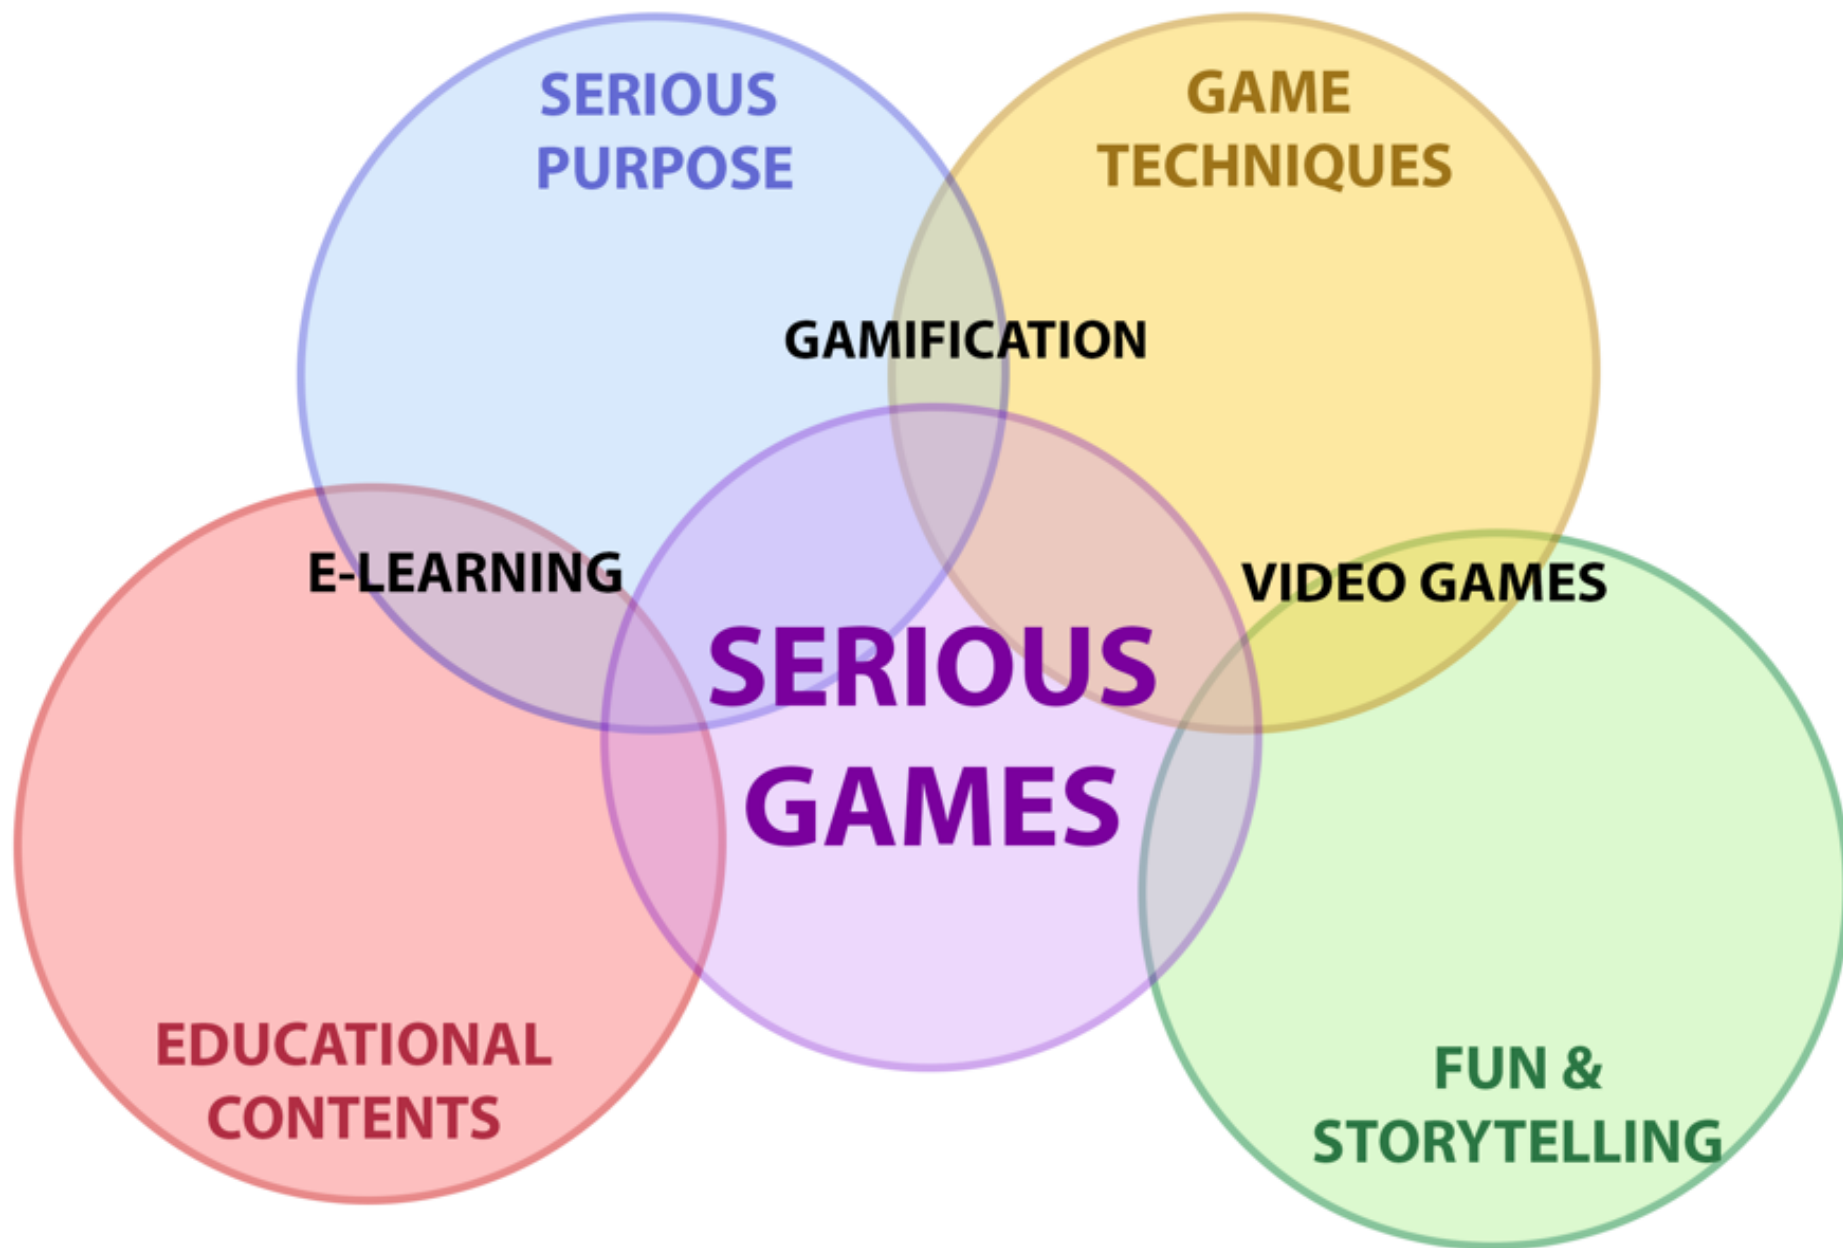 SERIOUS
PURPOSE
GAME
TECHNIQUES
GAMIFICATION
E-LEARNING
VIDEO GAMES
SERIOUS
GAMES
EDUCATIONAL
CONTENTS
FUN &
STORYTELLING